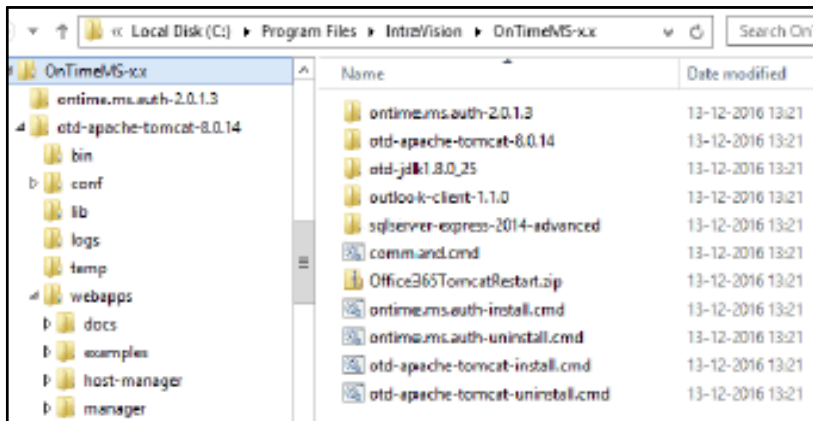 « Local Disk (C:) ▸ Program Files ▸ IntraVision ▸ OnTimeMS-x.x
Search OnT
OnTimeMS-x.x
ontime.ms.auth-2.0.1.3
otd-apache-tomcat-8.0.14
bin
conf
lib
logs
temp
webapps
docs
examples
host-manager
manager
Name Date modified
ontime.ms.auth-2.0.1.3 13-12-2016 13:21
otd-apache-tomcat-8.0.14 13-12-2016 13:21
otd-jdk1.8.0_25 13-12-2016 13:21
outlook-client-1.1.0 13-12-2016 13:21
sqlserver-express-2014-advanced 13-12-2016 13:21
command.cmd 13-12-2016 13:21
Office365TomcatRestart.zip 13-12-2016 13:21
ontime.ms.auth-install.cmd 13-12-2016 13:21
ontime.ms.auth-uninstall.cmd 13-12-2016 13:21
otd-apache-tomcat-install.cmd 13-12-2016 13:21
otd-apache-tomcat-uninstall.cmd 13-12-2016 13:21